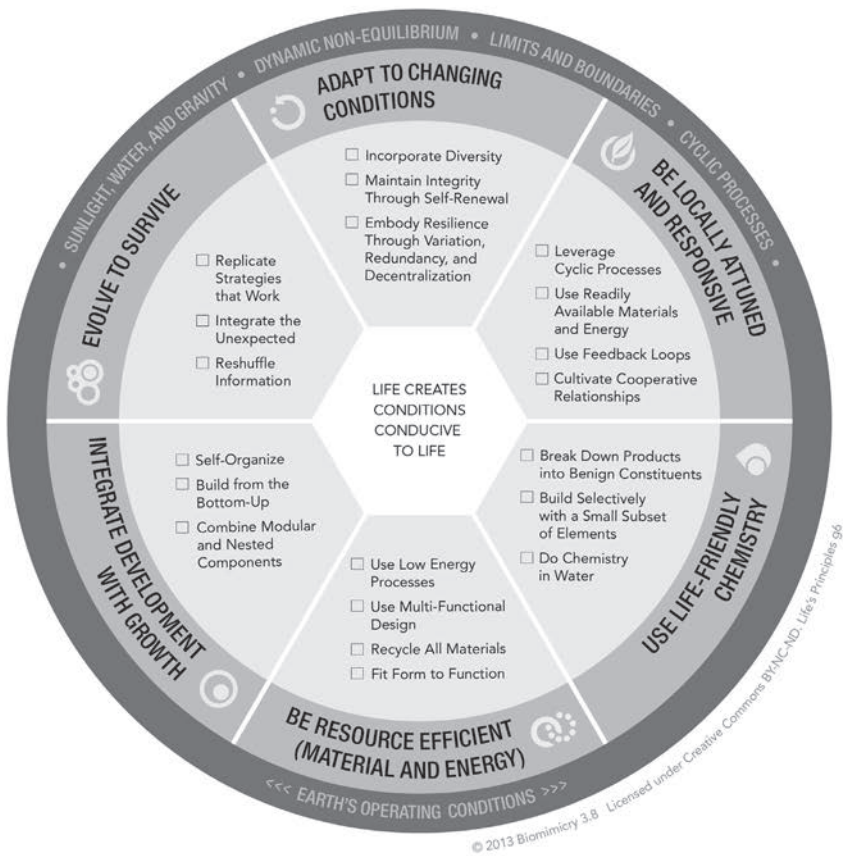 • SUNLIGHT, WATER, AND GRAVITY • DYNAMIC NON-EQUILIBRIUM • LIMITS AND BOUNDARIES • CYCLIC PROCESSES •
ADAPT TO CHANGING
CONDITIONS
☐ Incorporate Diversity
☐ Maintain Integrity
Through Self-Renewal
☐ Embody Resilience
Through Variation,
Redundancy, and
Decentralization
BE LOCALLY ATTUNED
AND RESPONSIVE
☐ Leverage
Cyclic Processes
☐ Use Readily
Available Materials
and Energy
☐ Use Feedback Loops
☐ Cultivate Cooperative
Relationships
USE LIFE-FRIENDLY
CHEMISTRY
☐ Break Down Products
into Benign Constituents
☐ Build Selectively
with a Small Subset
of Elements
☐ Do Chemistry
in Water
BE RESOURCE EFFICIENT
(MATERIAL AND ENERGY)
☐ Use Low Energy
Processes
☐ Use Multi-Functional
Design
☐ Recycle All Materials
☐ Fit Form to Function
INTEGRATE DEVELOPMENT
WITH GROWTH
☐ Self-Organize
☐ Build from the
Bottom-Up
☐ Combine Modular
and Nested
Components
EVOLVE TO SURVIVE
☐ Replicate
Strategies
that Work
☐ Integrate the
Unexpected
☐ Reshuffle
Information
LIFE CREATES
CONDITIONS
CONDUCIVE
TO LIFE
<<< EARTH'S OPERATING CONDITIONS >>>
© 2013 Biomimicry 3.8 Licensed under Creative Commons BY-NC-ND. Life's Principles g6